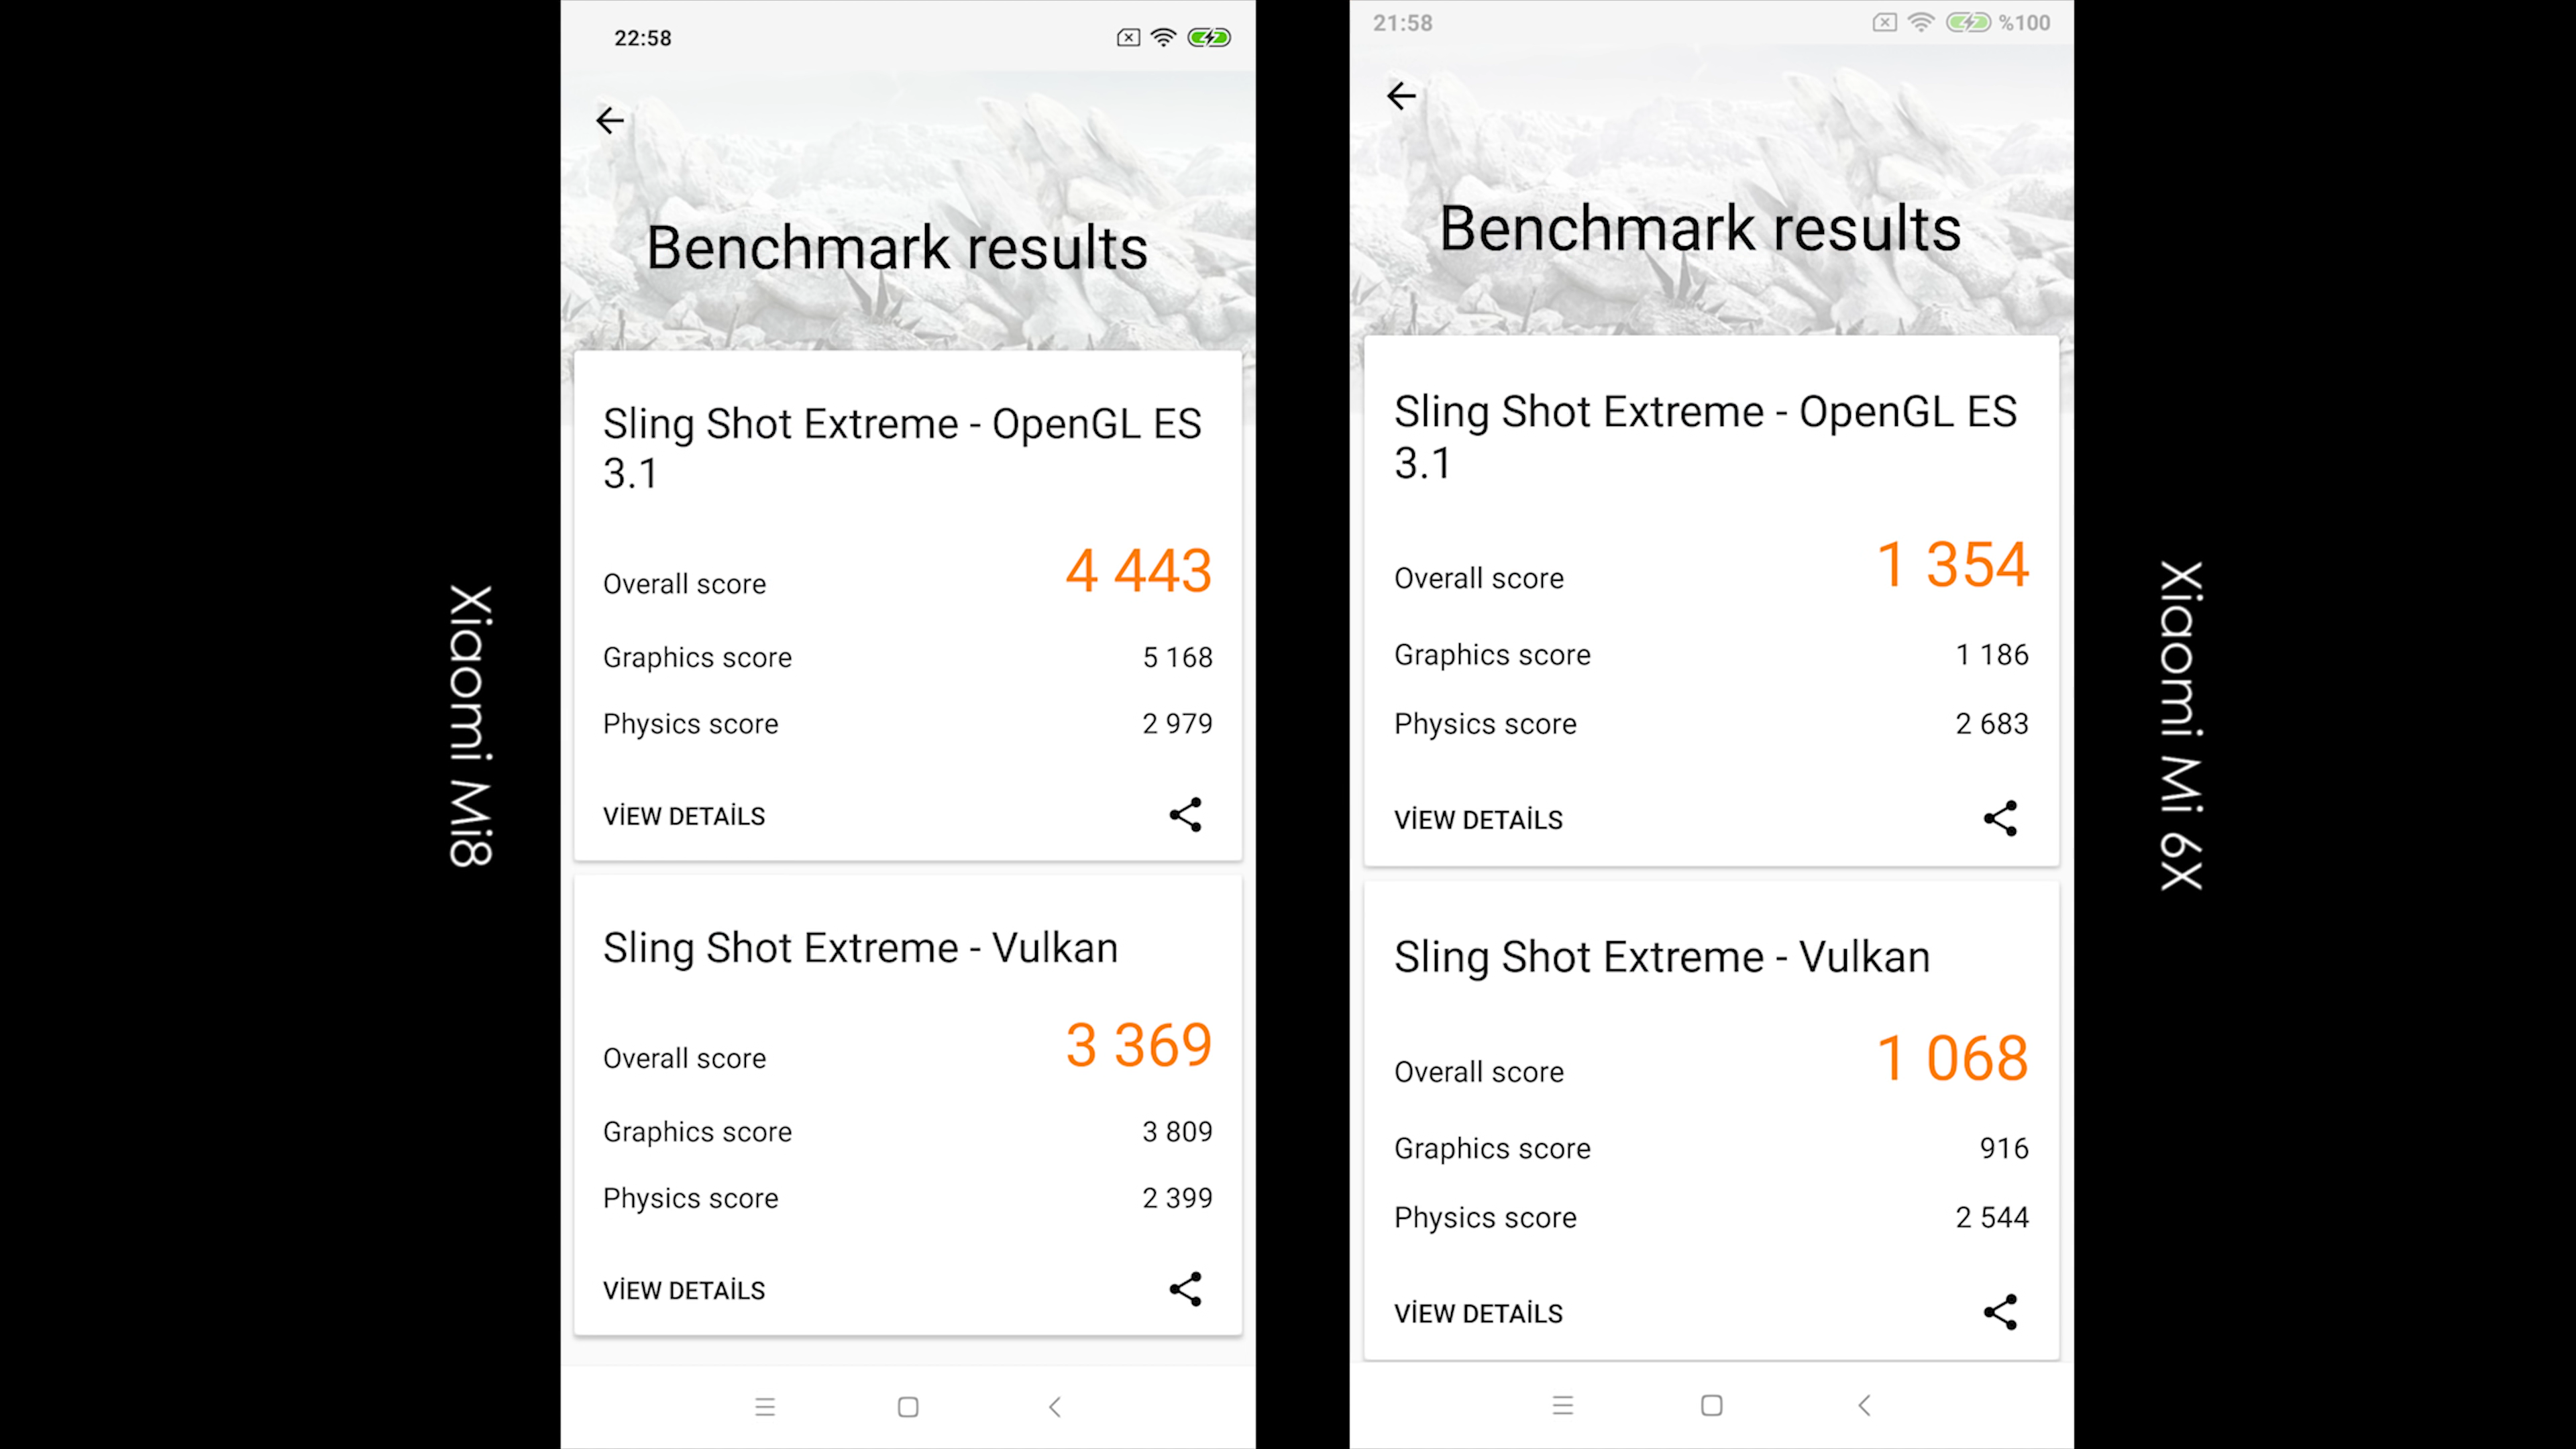 Xiaomi Mi8
22:58
Benchmark results
Sling Shot Extreme - OpenGL ES
3.1
Overall score 4 443
Graphics score 5 168
Physics score 2 979
VİEW DETAİLS
Sling Shot Extreme - Vulkan
Overall score 3 369
Graphics score 3 809
Physics score 2 399
VİEW DETAİLS
21:58 %100
Benchmark results
Sling Shot Extreme - OpenGL ES
3.1
Overall score 1 354
Graphics score 1 186
Physics score 2 683
VİEW DETAİLS
Sling Shot Extreme - Vulkan
Overall score 1 068
Graphics score 916
Physics score 2 544
VİEW DETAİLS
Xiaomi Mi 6X